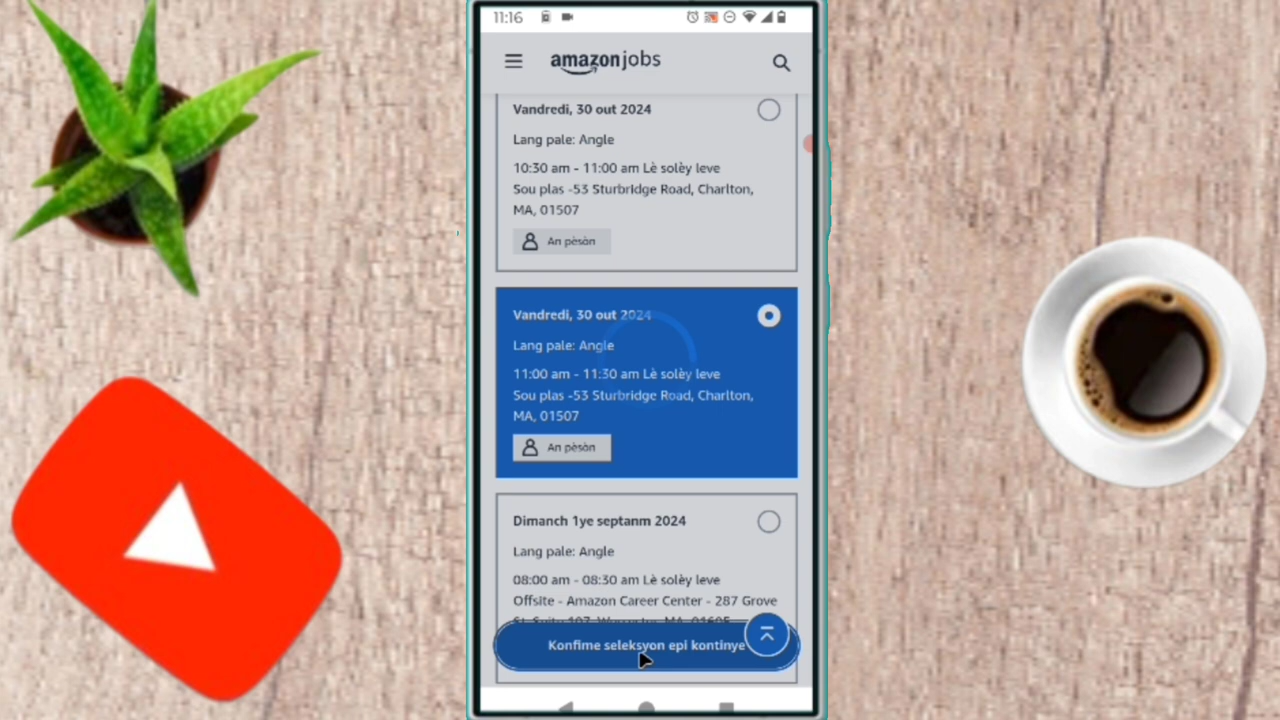 11:16
amazon jobs
Vandredi, 30 out 2024
Lang pale: Angle
10:30 am - 11:00 am Lè solèy leve
Sou plas -53 Sturbridge Road, Charlton,
MA, 01507
An pèsòn
Vandredi, 30 out 2024
Lang pale: Angle
11:00 am - 11:30 am Lè solèy leve
Sou plas -53 Sturbridge Road, Charlton,
MA, 01507
An pèsòn
Dimanch 1ye septanm 2024
Lang pale: Angle
08:00 am - 08:30 am Lè solèy leve
Offsite - Amazon Career Center - 287 Grove
Konfime seleksyon epi kontinye